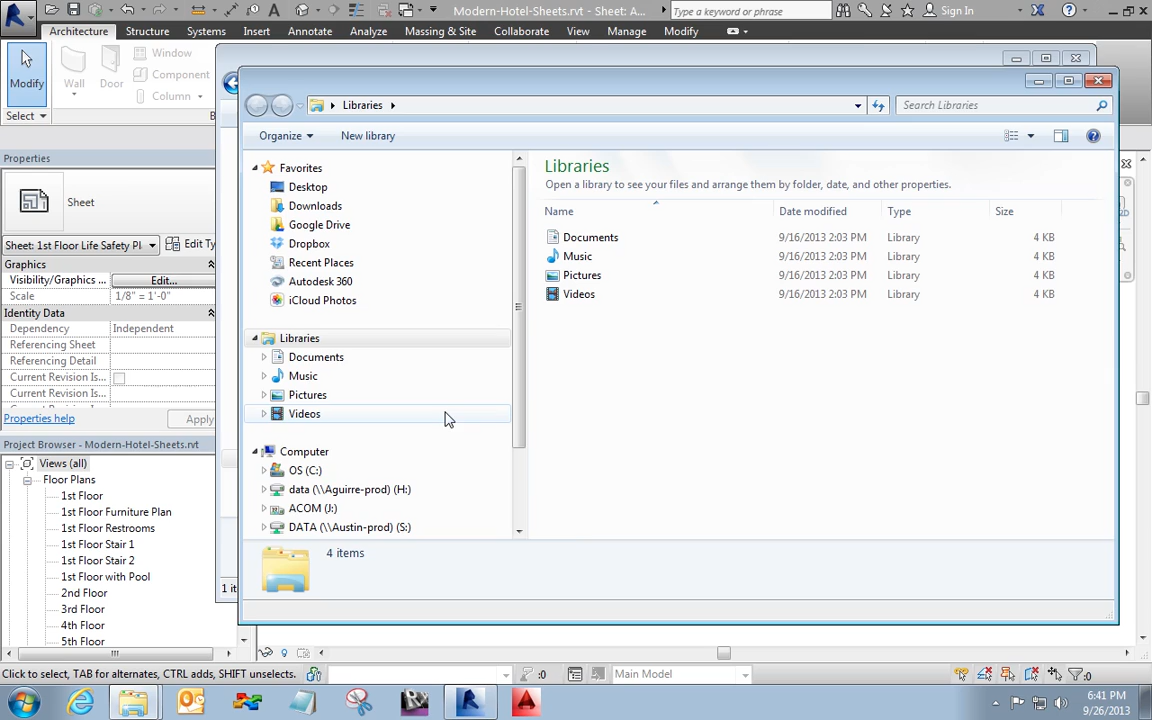 Modern-Hotel-Sheets.rvt - Sheet: A...
Type a keyword or phrase
Sign In
Architecture Structure Systems Insert Annotate Analyze Massing & Site Collaborate View Manage Modify
Modify
Wall
Door
Window
Component
Column
Select
Properties
Sheet
Sheet: 1st Floor Life Safety Pl
Edit Ty
Graphics
Visibility/Graphics ... Edit...
Scale 1/8" = 1'-0"
Identity Data
Dependency Independent
Referencing Sheet
Referencing Detail
Current Revision Is...
Current Revision Is...
Properties help
Apply
Project Browser - Modern-Hotel-Sheets.rvt
Views (all)
Floor Plans
1st Floor
1st Floor Furniture Plan
1st Floor Restrooms
1st Floor Stair 1
1st Floor Stair 2
1st Floor with Pool
2nd Floor
3rd Floor
4th Floor
5th Floor
1 i
Libraries
Search Libraries
Organize
New library
Favorites
Desktop
Downloads
Google Drive
Dropbox
Recent Places
Autodesk 360
iCloud Photos
Libraries
Documents
Music
Pictures
Videos
Computer
OS (C:)
data (\\Aguirre-prod) (H:)
ACOM (J:)
DATA (\\Austin-prod) (S:)
Libraries
Open a library to see your files and arrange them by folder, date, and other properties.
Name Date modified Type Size
Documents 9/16/2013 2:03 PM Library 4 KB
Music 9/16/2013 2:03 PM Library 4 KB
Pictures 9/16/2013 2:03 PM Library 4 KB
Videos 9/16/2013 2:03 PM Library 4 KB
4 items
Click to select, TAB for alternates, CTRL adds, SHIFT unselects.
:0
Main Model
:0
6:41 PM
9/26/2013